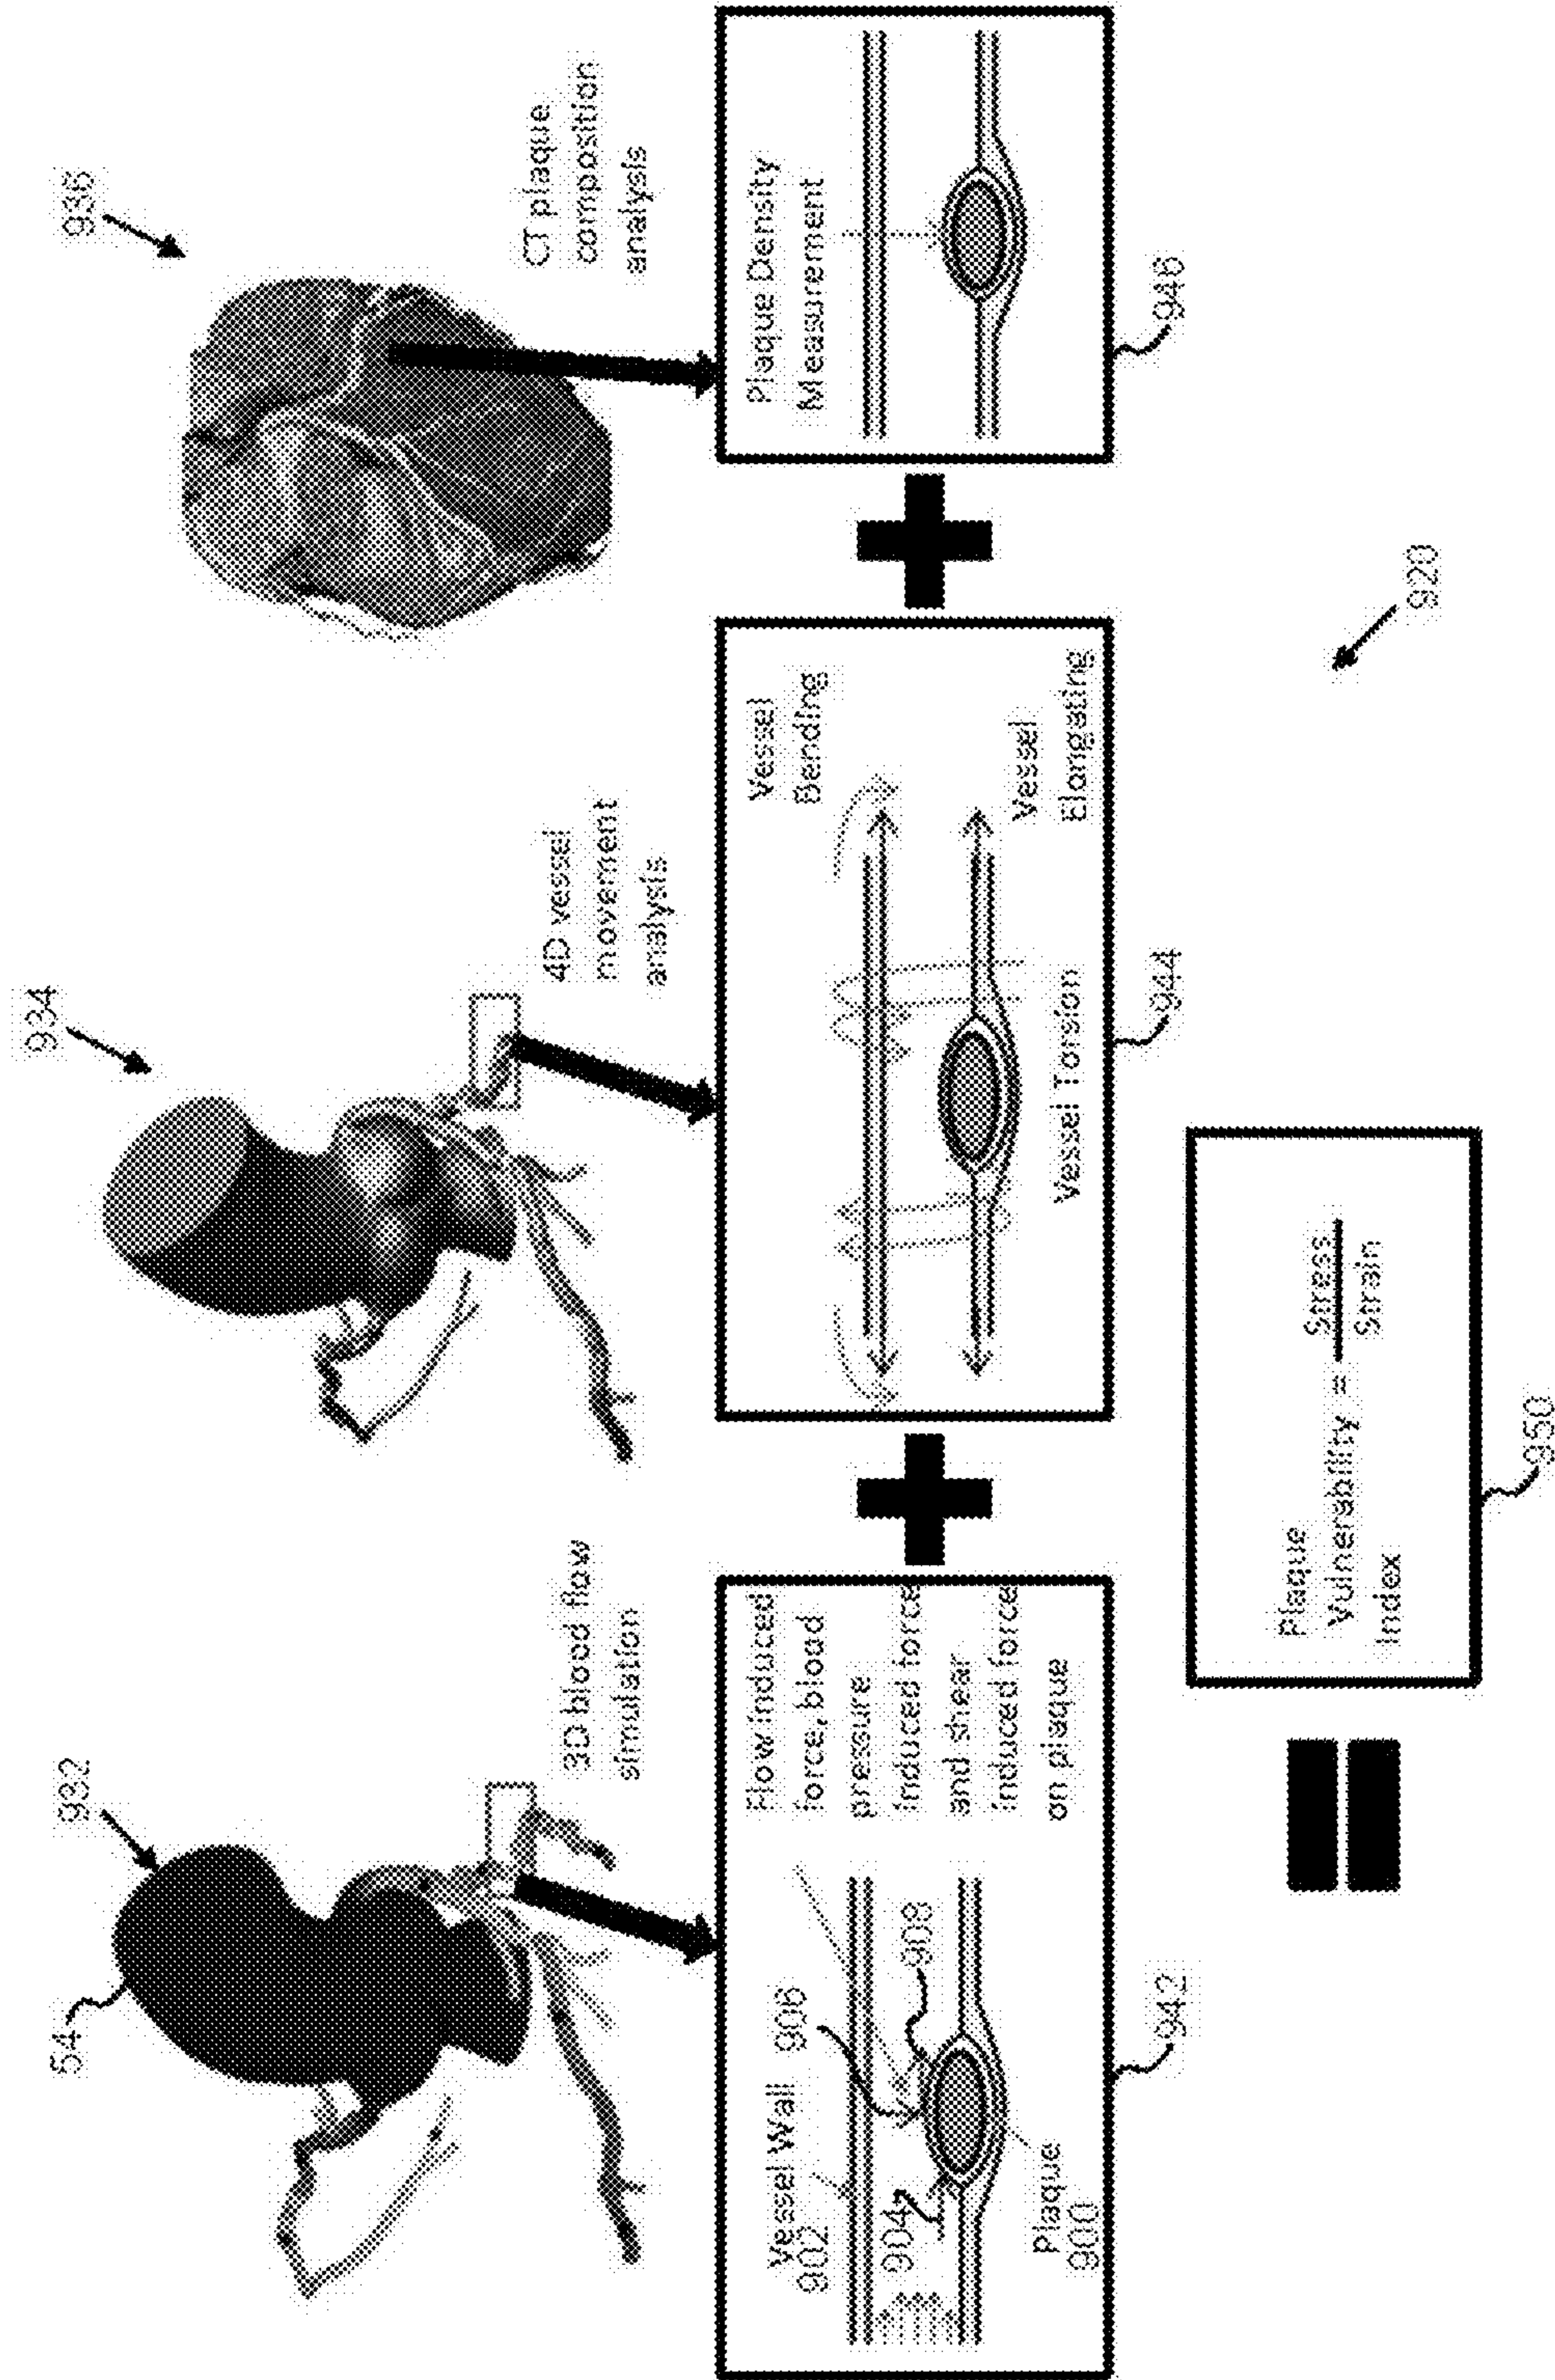 54
932
3D blood flow
simulation
934
4D vessel
movement
analysis
936
CT plaque
composition
analysis
Vessel Wall
902
906
908
904
Plaque
900
Flow induced
force, blood
pressure
induced force
and shear
induced force
on plaque
942
Vessel
Bending
Vessel Torsion
Vessel
Elongating
944
Plaque Density
Measurement
946
Plaque
Vulnerability = Stress
Index
Strain
950
920